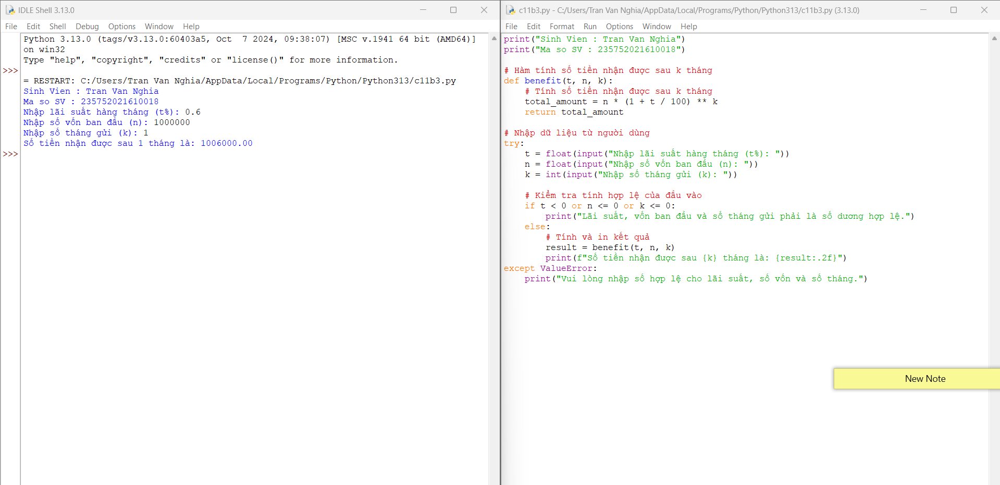 IDLE Shell 3.13.0
File Edit Shell Debug Options Window Help
Python 3.13.0 (tags/v3.13.0:60403a5, Oct  7 2024, 09:38:07) [MSC v.1941 64 bit (AMD64)]
on win32
Type "help", "copyright", "credits" or "license()" for more information.
>>>
= RESTART: C:/Users/Tran Van Nghia/AppData/Local/Programs/Python/Python313/c11b3.py
Sinh Vien : Tran Van Nghia
Ma so SV : 235752021610018
Nhập lãi suất hàng tháng (t%): 0.6
Nhập số vốn ban đầu (n): 1000000
Nhập số tháng gửi (k): 1
Số tiền nhận được sau 1 tháng là: 1006000.00
>>>
c11b3.py - C:/Users/Tran Van Nghia/AppData/Local/Programs/Python/Python313/c11b3.py (3.13.0)
File Edit Format Run Options Window Help
print("Sinh Vien : Tran Van Nghia")
print("Ma so SV : 235752021610018")
# Hàm tính số tiền nhận được sau k tháng
def benefit(t, n, k):
    # Tính số tiền nhận được sau k tháng
    total_amount = n * (1 + t / 100) ** k
    return total_amount
# Nhập dữ liệu từ người dùng
try:
    t = float(input("Nhập lãi suất hàng tháng (t%): "))
    n = float(input("Nhập số vốn ban đầu (n): "))
    k = int(input("Nhập số tháng gửi (k): "))
    # Kiểm tra tính hợp lệ của đầu vào
    if t < 0 or n <= 0 or k <= 0:
        print("Lãi suất, vốn ban đầu và số tháng gửi phải là số dương hợp lệ.")
    else:
        # Tính và in kết quả
        result = benefit(t, n, k)
        print(f"Số tiền nhận được sau {k} tháng là: {result:.2f}")
except ValueError:
    print("Vui lòng nhập số hợp lệ cho lãi suất, số vốn và số tháng.")
New Note